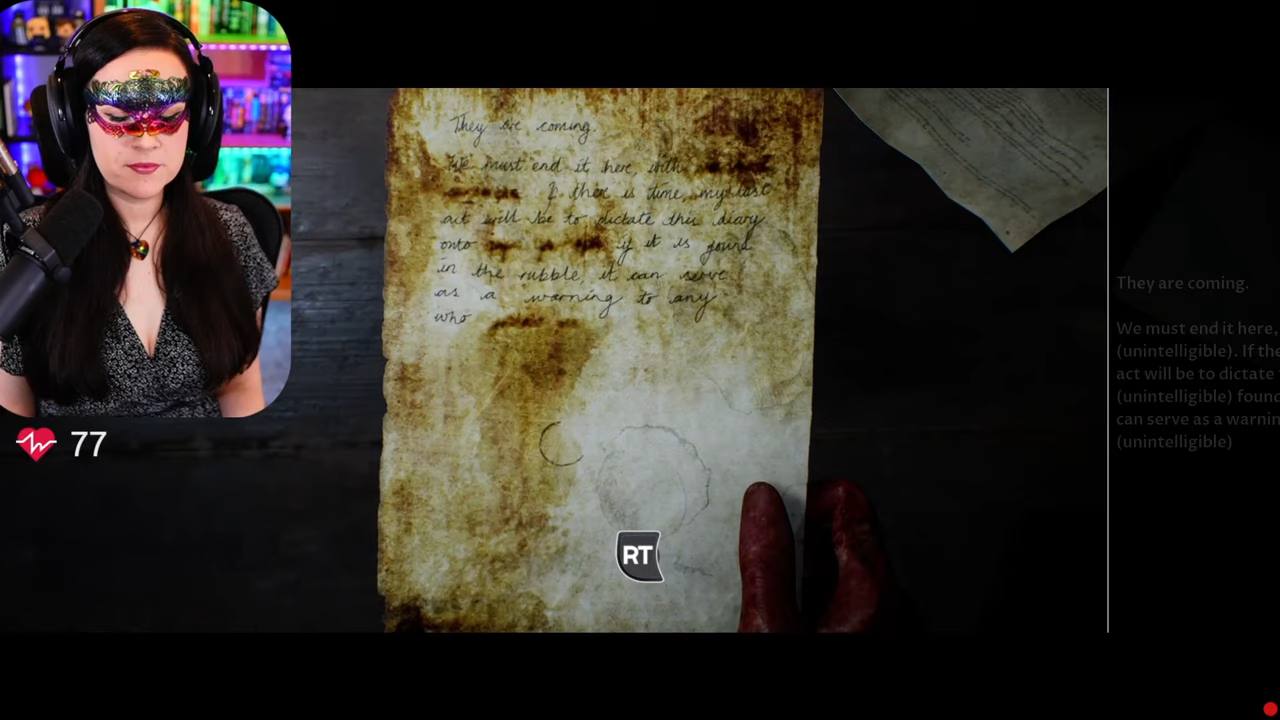 They are coming.
We must end it here, with
If there is time, my last
act will be to dictate this diary
onto if it is found
in the rubble, it can serve
as a warning to any
who
RT
They are coming.
We must end it here,
(unintelligible). If the
act will be to dictate
(unintelligible) found
can serve as a warnin
(unintelligible)
77